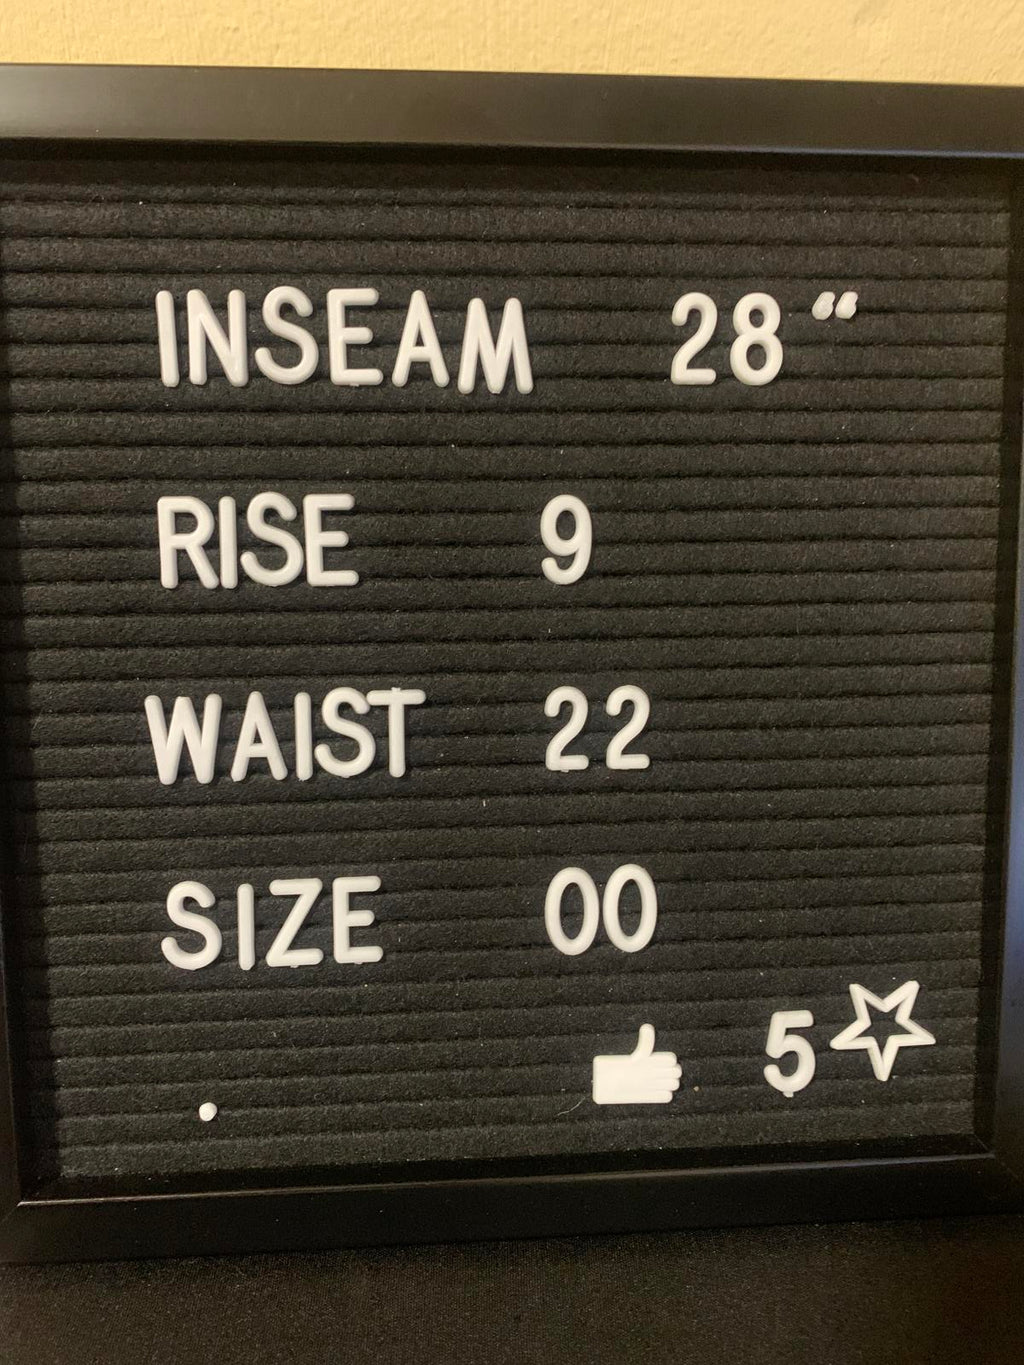 INSEAM 28“
RISE 9
WAIST 22
SIZE 00
5
.